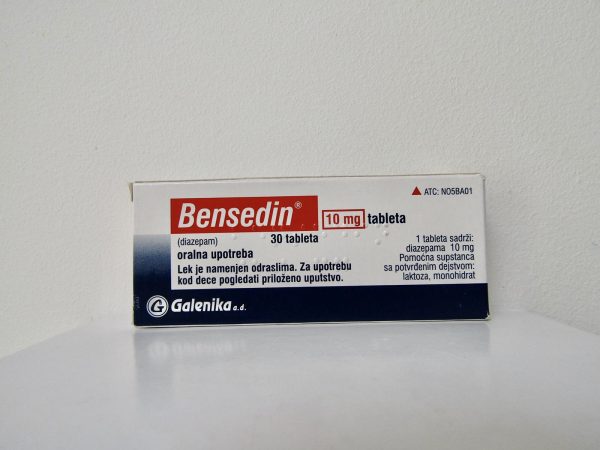 ATC: NO5BA01
Bensedin®
10 mg tableta
(diazepam)
30 tableta
oralna upotreba
Lek je namenjen odraslima. Za upotrebu
kod dece pogledati priloženo uputstvo.
1 tableta sadrži:
diazepama 10 mg
Pomoćna supstanca
sa potvrđenim dejstvom:
laktoza, monohidrat
Galenika a.d.